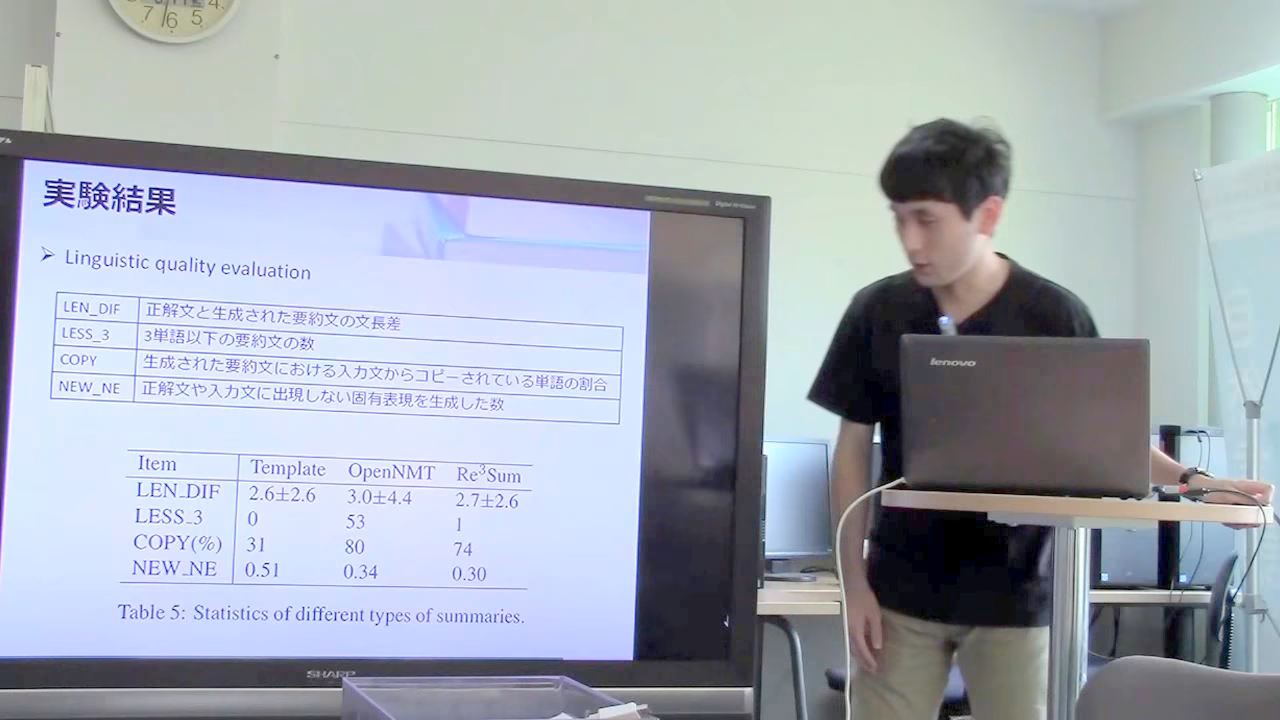 7 6 5 4
実験結果
Linguistic quality evaluation
LEN_DIF 正解文と生成された要約文の文長差
LESS_3 3単語以下の要約文の数
COPY 生成された要約文における入力文からコピーされている単語の割合
NEW_NE 正解文や入力文に出現しない固有表現を生成した数
Item Template OpenNMT Re³Sum
LEN_DIF 2.6±2.6 3.0±4.4 2.7±2.6
LESS_3 0 53 1
COPY(%) 31 80 74
NEW_NE 0.51 0.34 0.30
Table 5: Statistics of different types of summaries.
SHARP
lenovo